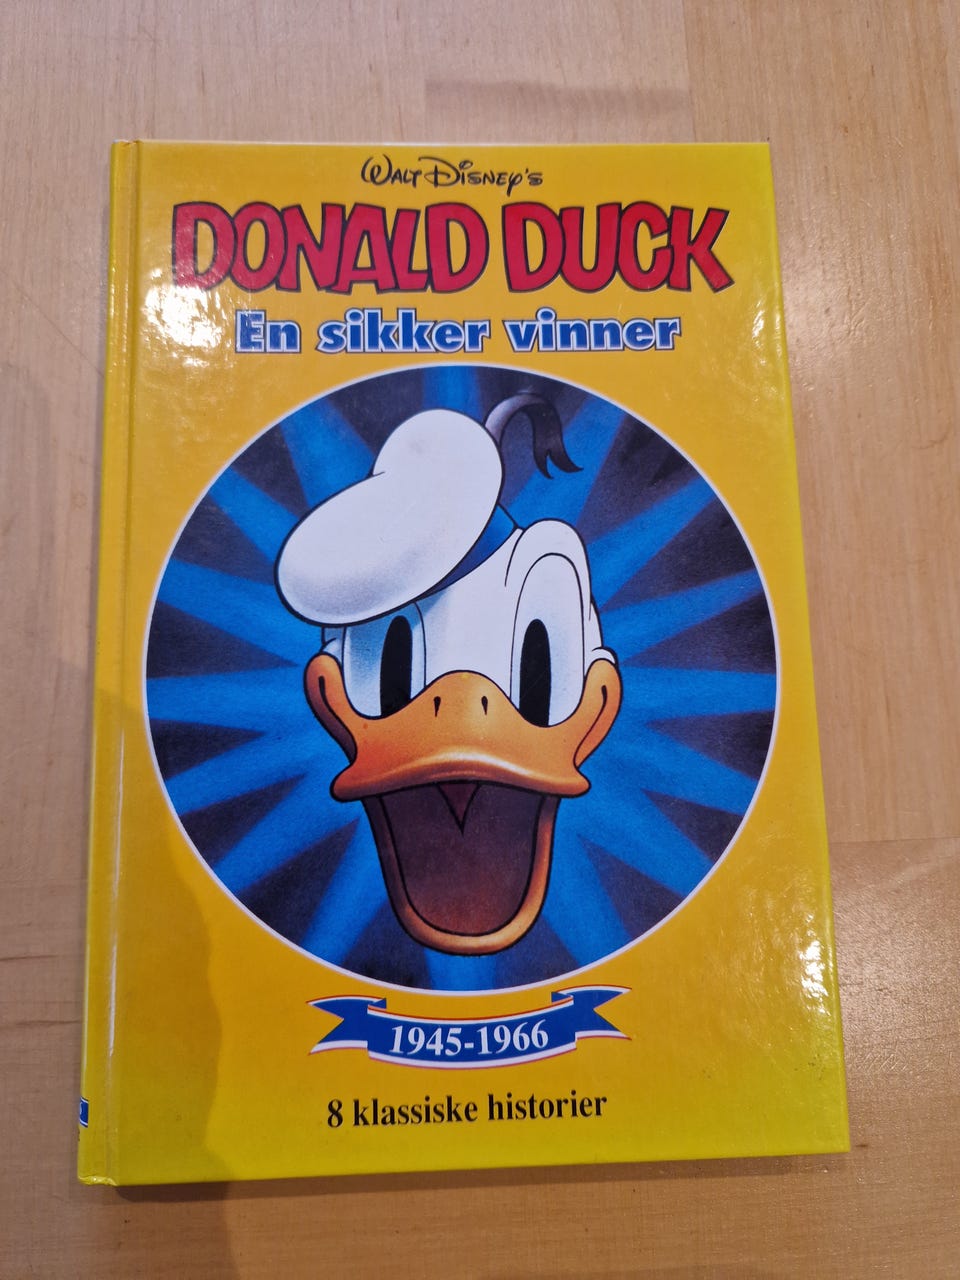 WALT DISNEY'S
DONALD DUCK
En sikker vinner
1945-1966
8 klassiske historier